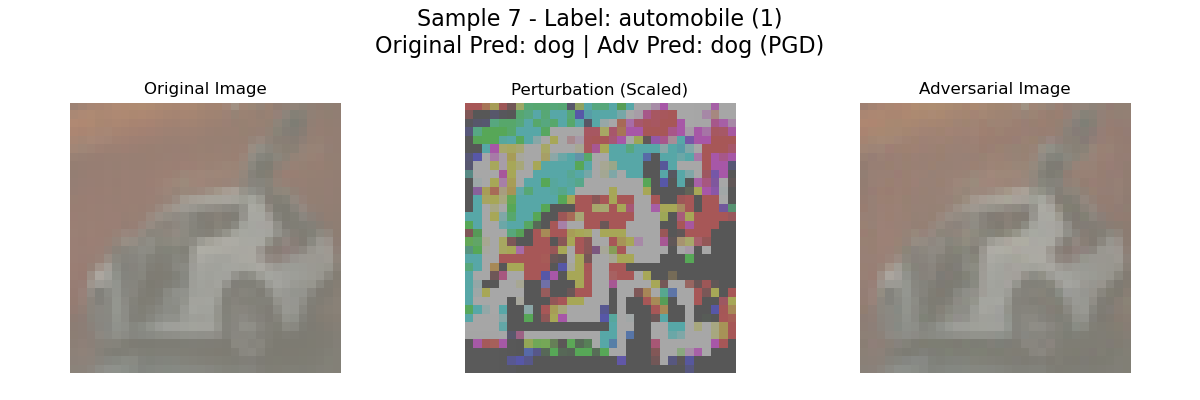 Sample 7 - Label: automobile (1)
Original Pred: dog | Adv Pred: dog (PGD)
Original Image
Perturbation (Scaled)
Adversarial Image